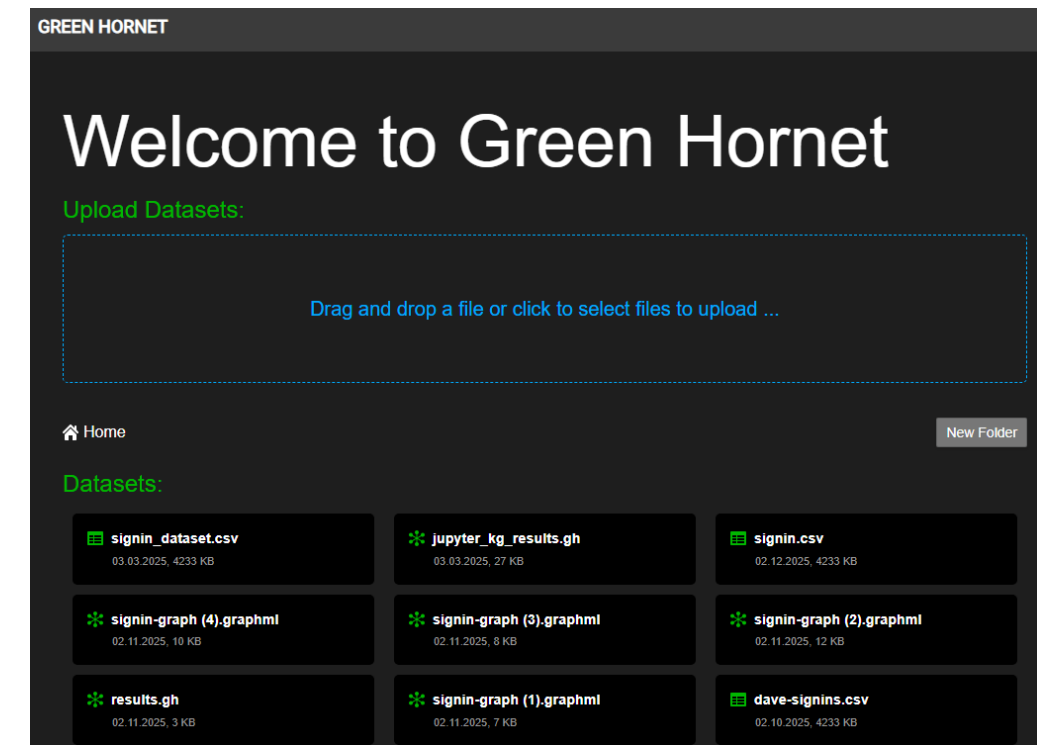 GREEN HORNET
Welcome to Green Hornet
Upload Datasets:
Drag and drop a file or click to select files to upload ...
Home
New Folder
Datasets:
signin_dataset.csv
03.03.2025, 4233 KB
jupyter_kg_results.gh
03.03.2025, 27 KB
signin.csv
02.12.2025, 4233 KB
signin-graph (4).graphml
02.11.2025, 10 KB
signin-graph (3).graphml
02.11.2025, 8 KB
signin-graph (2).graphml
02.11.2025, 12 KB
results.gh
02.11.2025, 3 KB
signin-graph (1).graphml
02.11.2025, 7 KB
dave-signins.csv
02.10.2025, 4233 KB